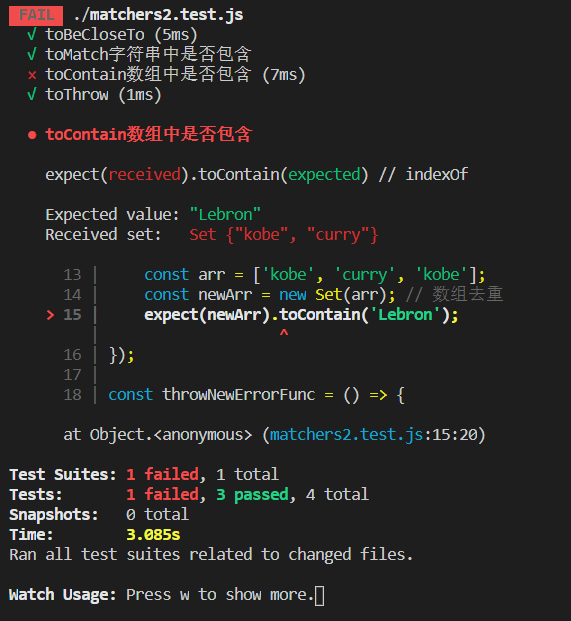 FAIL ./matchers2.test.js
√ toBeCloseTo (5ms)
√ toMatch字符串中是否包含
× toContain数组中是否包含 (7ms)
√ toThrow (1ms)
● toContain数组中是否包含
expect(received).toContain(expected) // indexOf
Expected value: "Lebron"
Received set:   Set {"kobe", "curry"}
13 |     const arr = ['kobe', 'curry', 'kobe'];
14 |     const newArr = new Set(arr); // 数组去重
> 15 |     expect(newArr).toContain('Lebron');
|                    ^
16 | });
17 |
18 | const throwNewErrorFunc = () => {
at Object.<anonymous> (matchers2.test.js:15:20)
Test Suites: 1 failed, 1 total
Tests:       1 failed, 3 passed, 4 total
Snapshots:   0 total
Time:        3.085s
Ran all test suites related to changed files.
Watch Usage: Press w to show more.